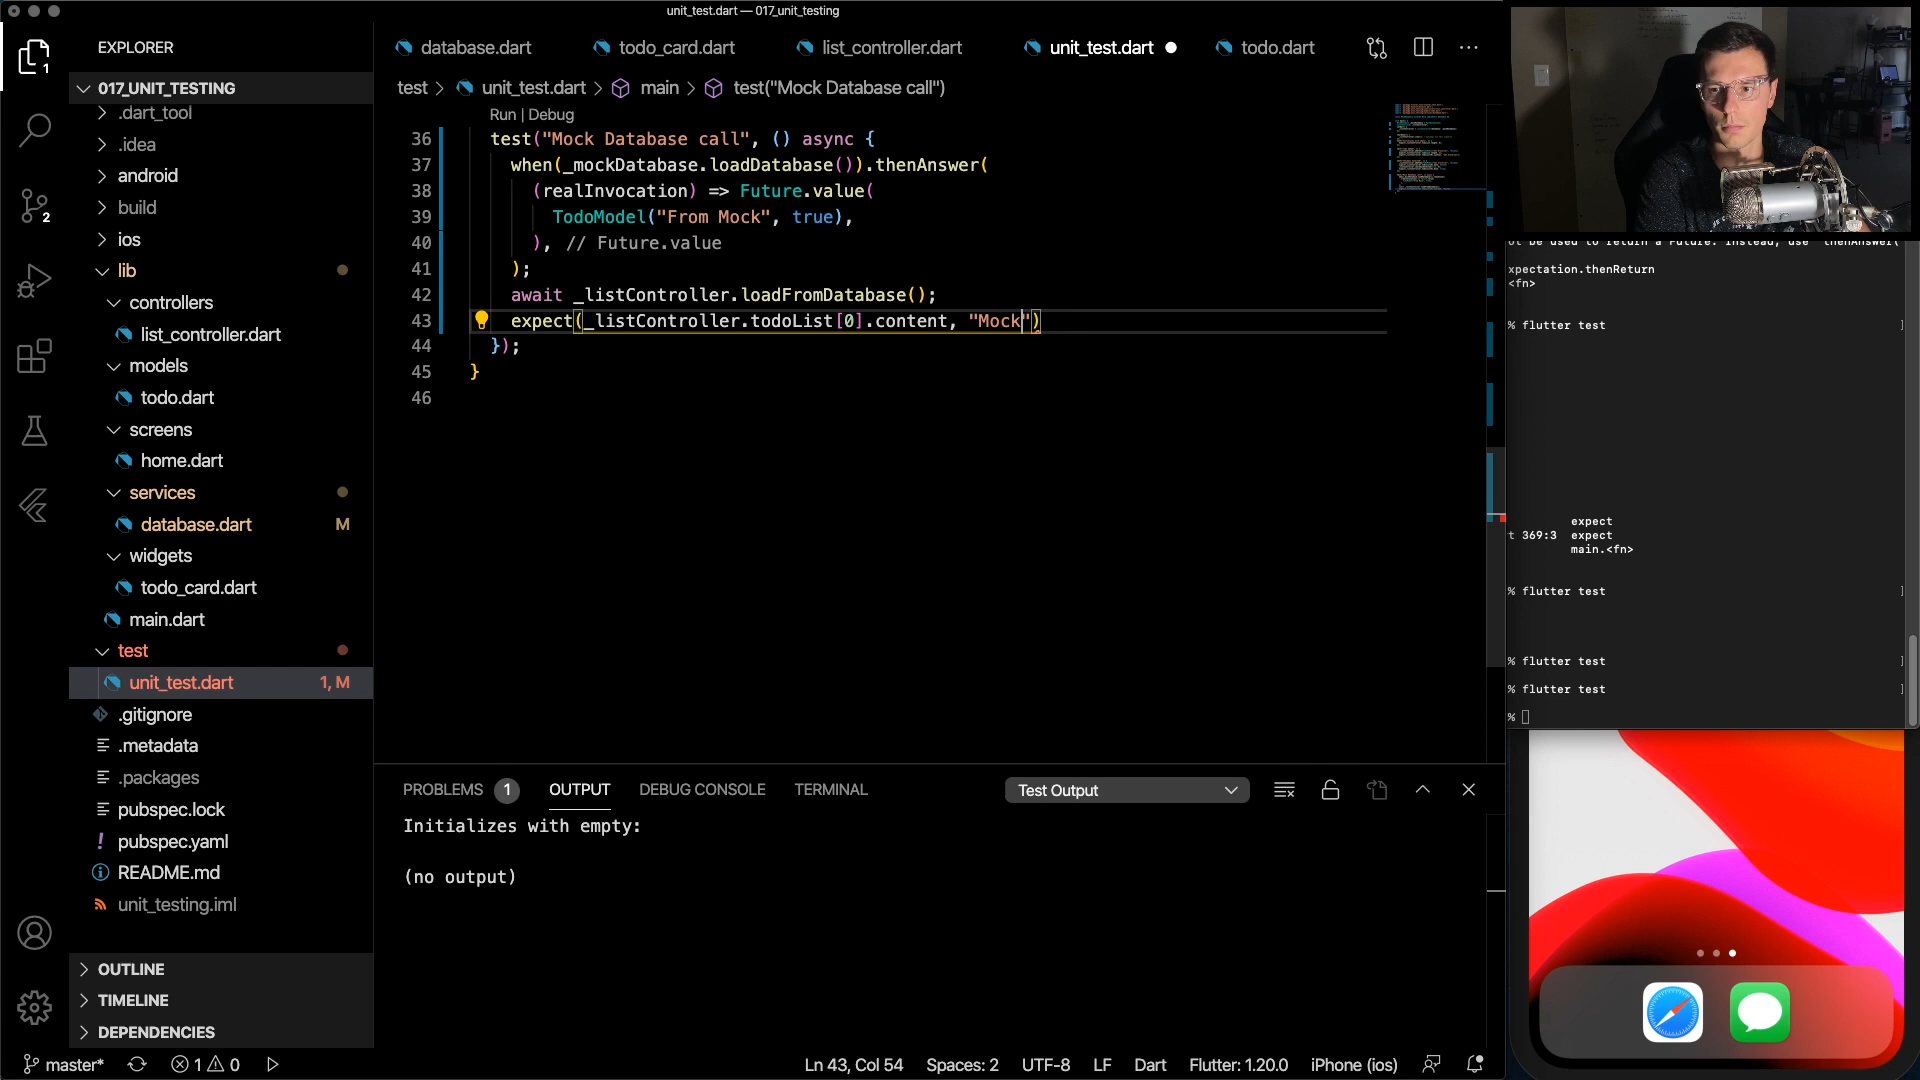 unit_test.dart — 017_unit_testing
EXPLORER
017_UNIT_TESTING
.dart_tool
.idea
android
build
ios
lib
controllers
list_controller.dart
models
todo.dart
screens
home.dart
services
database.dart M
widgets
todo_card.dart
main.dart
test
unit_test.dart 1, M
.gitignore
.metadata
.packages
pubspec.lock
pubspec.yaml
README.md
unit_testing.iml
OUTLINE
TIMELINE
DEPENDENCIES
1
2
database.dart todo_card.dart list_controller.dart unit_test.dart todo.dart
test > unit_test.dart > main > test("Mock Database call")
Run | Debug
36 test("Mock Database call", () async {
37 when(_mockDatabase.loadDatabase()).thenAnswer(
38 (realInvocation) => Future.value(
39 TodoModel("From Mock", true),
40 ), // Future.value
41 );
42 await _listController.loadFromDatabase();
43 expect(_listController.todoList[0].content, "Mock")
44 });
45 }
46
PROBLEMS 1 OUTPUT DEBUG CONSOLE TERMINAL Test Output
Initializes with empty:
(no output)
xpectation.thenReturn
<fn>
% flutter test ]
expect
t 369:3 expect
main.<fn>
% flutter test ]
% flutter test ]
% flutter test ]
%
master* 1 0 Ln 43, Col 54 Spaces: 2 UTF-8 LF Dart Flutter: 1.20.0 iPhone (ios)